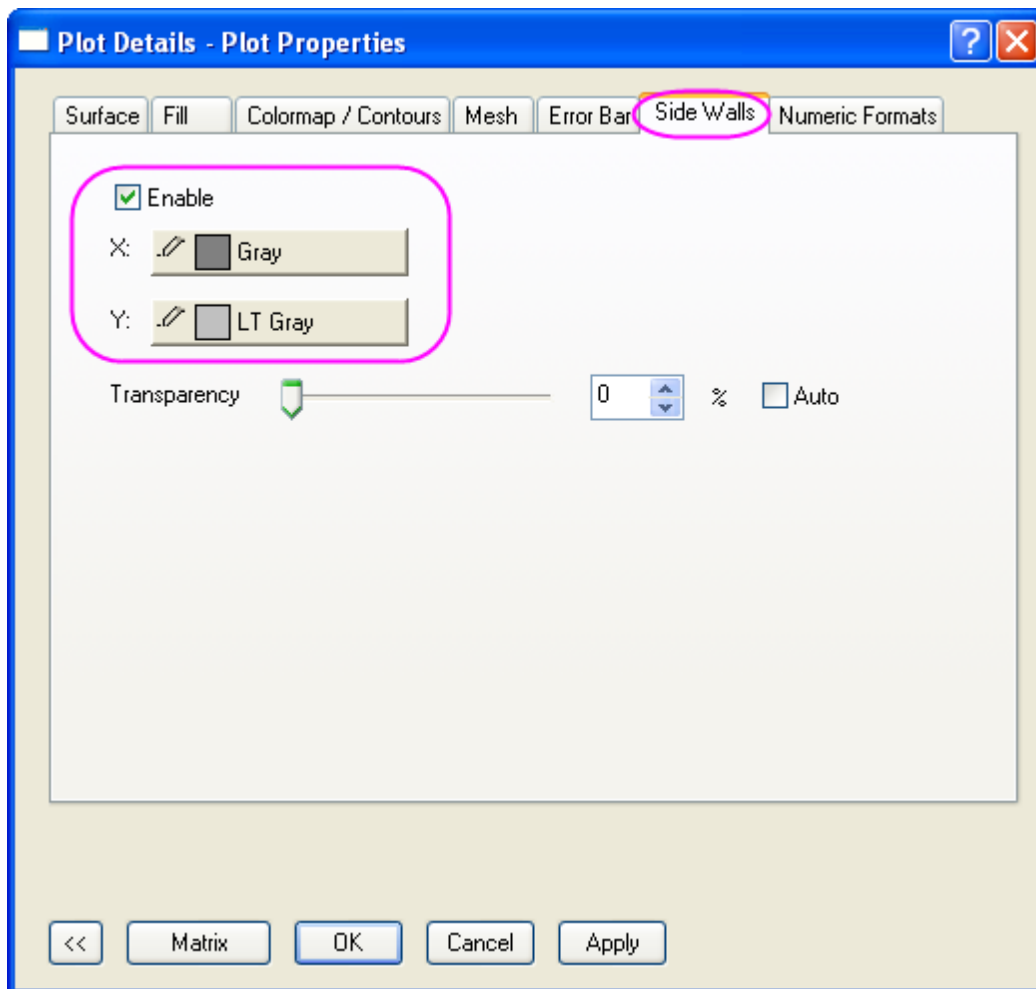 Plot Details - Plot Properties
?
Surface Fill Colormap / Contours Mesh Error Bar Side Walls Numeric Formats
Enable
X: Gray
Y: LT Gray
Transparency 0 % Auto
<< Matrix OK Cancel Apply